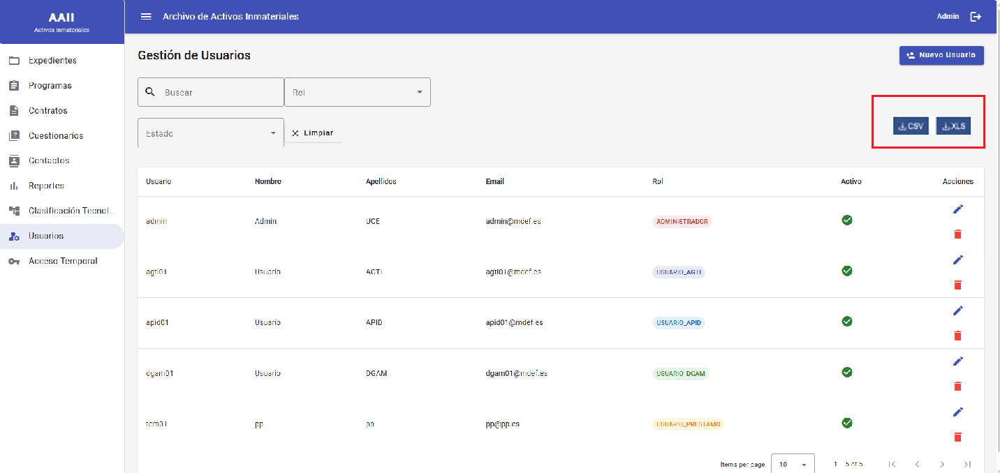 AAII
Activos Inmateriales
Archivo de Activos Inmateriales
Admin
Expedientes
Programas
Contratos
Cuestionarios
Contactos
Reportes
Clasificación Tecnol...
Usuarios
Acceso Temporal
Gestión de Usuarios
Nuevo Usuario
Buscar
Rol
Estado
Limpiar
CSV XLS
Usuario Nombre Apellidos Email Rol Activo Acciones
admin Admin UCE admin@mdef.es ADMINISTRADOR
agti01 Usuario AGTI agti01@mdef.es USUARIO_AGTI
apid01 Usuario APID apid01@mdef.es USUARIO_APID
dgam01 Usuario DGAM dgam01@mdef.es USUARIO_DGAM
tem01 pp pp pp@pp.es USUARIO_PRESTAMO
Items per page: 10 1 – 5 of 5